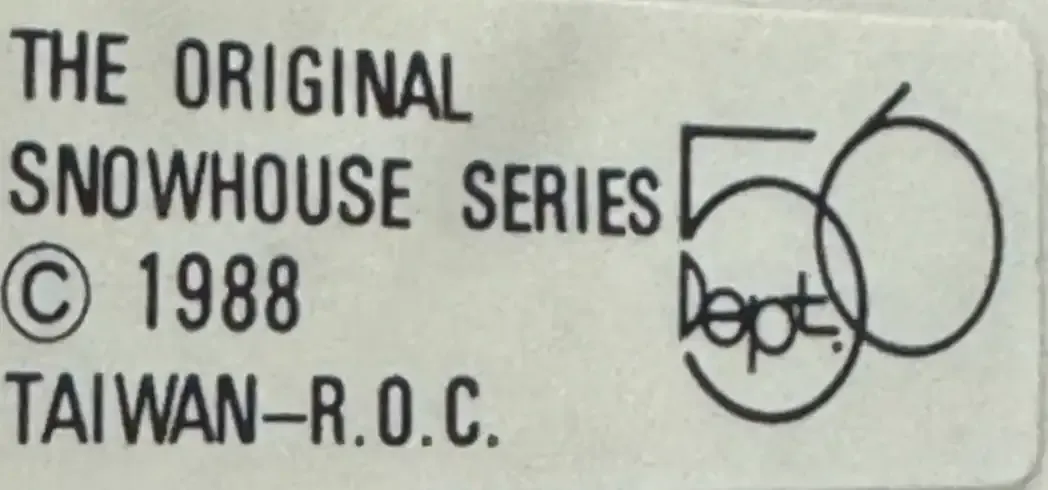 THE ORIGINAL
SNOWHOUSE SERIES
© 1988
TAIWAN–R.O.C.
Dept. 56